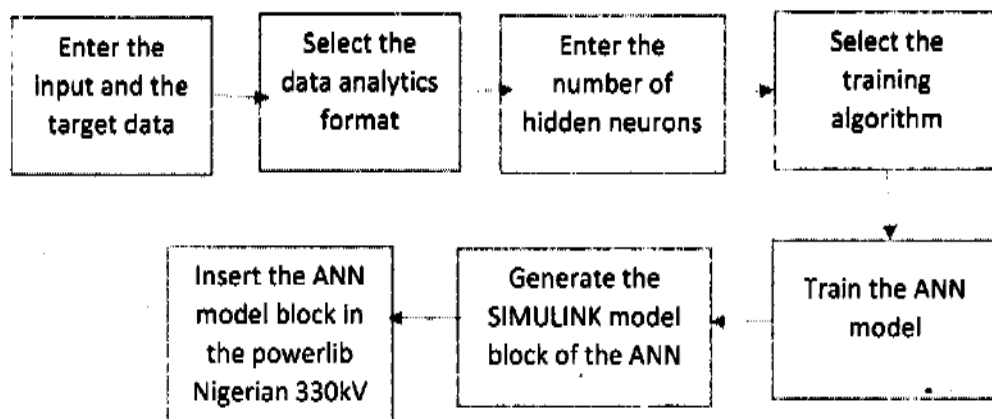 Enter the
input and the
target data
Select the
data analytics
format
Enter the
number of
hidden neurons
Select the
training
algorithm
Train the ANN
model
Generate the
SIMULINK model
block of the ANN
Insert the ANN
model block in
the powerlib
Nigerian 330kV